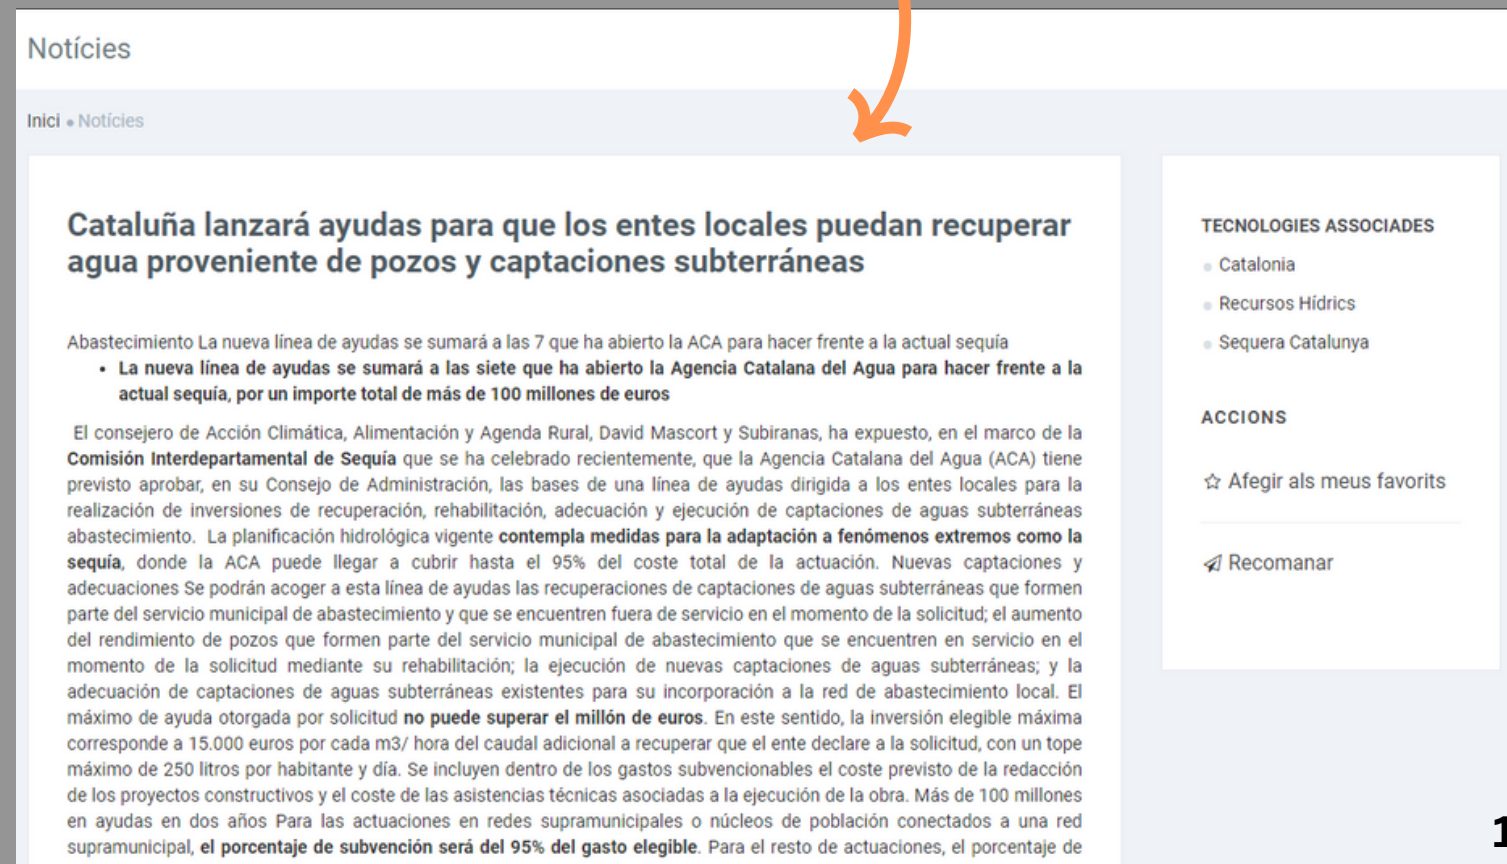 Notícies
Inici • Notícies
Cataluña lanzará ayudas para que los entes locales puedan recuperar
agua proveniente de pozos y captaciones subterráneas
Abastecimiento La nueva línea de ayudas se sumará a las 7 que ha abierto la ACA para hacer frente a la actual sequía
• La nueva línea de ayudas se sumará a las siete que ha abierto la Agencia Catalana del Agua para hacer frente a la
actual sequía, por un importe total de más de 100 millones de euros
El consejero de Acción Climática, Alimentación y Agenda Rural, David Mascort y Subiranas, ha expuesto, en el marco de la
Comisión Interdepartamental de Sequía que se ha celebrado recientemente, que la Agencia Catalana del Agua (ACA) tiene
previsto aprobar, en su Consejo de Administración, las bases de una línea de ayudas dirigida a los entes locales para la
realización de inversiones de recuperación, rehabilitación, adecuación y ejecución de captaciones de aguas subterráneas
abastecimiento. La planificación hidrológica vigente contempla medidas para la adaptación a fenómenos extremos como la
sequía, donde la ACA puede llegar a cubrir hasta el 95% del coste total de la actuación. Nuevas captaciones y
adecuaciones Se podrán acoger a esta línea de ayudas las recuperaciones de captaciones de aguas subterráneas que formen
parte del servicio municipal de abastecimiento y que se encuentren fuera de servicio en el momento de la solicitud; el aumento
del rendimiento de pozos que formen parte del servicio municipal de abastecimiento que se encuentren en servicio en el
momento de la solicitud mediante su rehabilitación; la ejecución de nuevas captaciones de aguas subterráneas; y la
adecuación de captaciones de aguas subterráneas existentes para su incorporación a la red de abastecimiento local. El
máximo de ayuda otorgada por solicitud no puede superar el millón de euros. En este sentido, la inversión elegible máxima
corresponde a 15.000 euros por cada m3/ hora del caudal adicional a recuperar que el ente declare a la solicitud, con un tope
máximo de 250 litros por habitante y día. Se incluyen dentro de los gastos subvencionables el coste previsto de la redacción
de los proyectos constructivos y el coste de las asistencias técnicas asociadas a la ejecución de la obra. Más de 100 millones
en ayudas en dos años Para las actuaciones en redes supramunicipales o núcleos de población conectados a una red
supramunicipal, el porcentaje de subvención será del 95% del gasto elegible. Para el resto de actuaciones, el porcentaje de
TECNOLOGIES ASSOCIADES
Catalonia
Recursos Hídrics
Sequera Catalunya
ACCIONS
Afegir als meus favorits
Recomanar
1